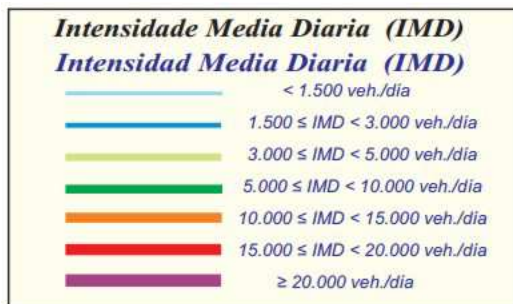 Intensidade Media Diaria (IMD)
Intensidad Media Diaria (IMD)
< 1.500 veh./dia
1.500 ≤ IMD < 3.000 veh./dia
3.000 ≤ IMD < 5.000 veh./dia
5.000 ≤ IMD < 10.000 veh./dia
10.000 ≤ IMD < 15.000 veh./dia
15.000 ≤ IMD < 20.000 veh./dia
≥ 20.000 veh./dia